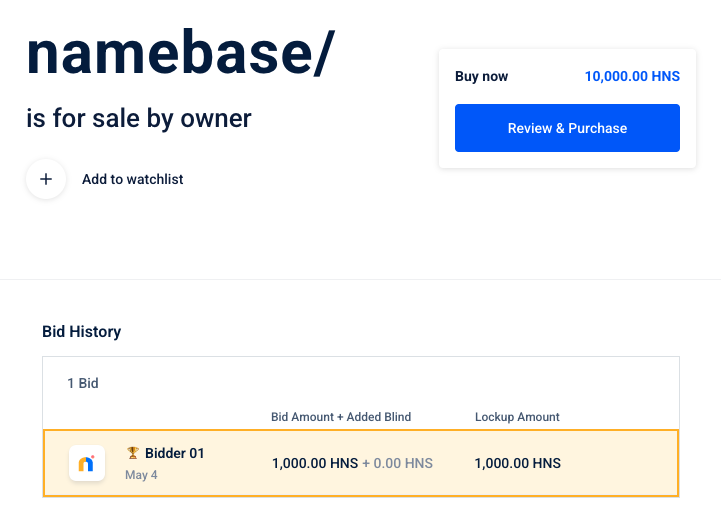 namebase/
is for sale by owner
+ Add to watchlist
Buy now 10,000.00 HNS
Review & Purchase
Bid History
1 Bid
Bid Amount + Added Blind Lockup Amount
🏆 Bidder 01
May 4
1,000.00 HNS + 0.00 HNS 1,000.00 HNS